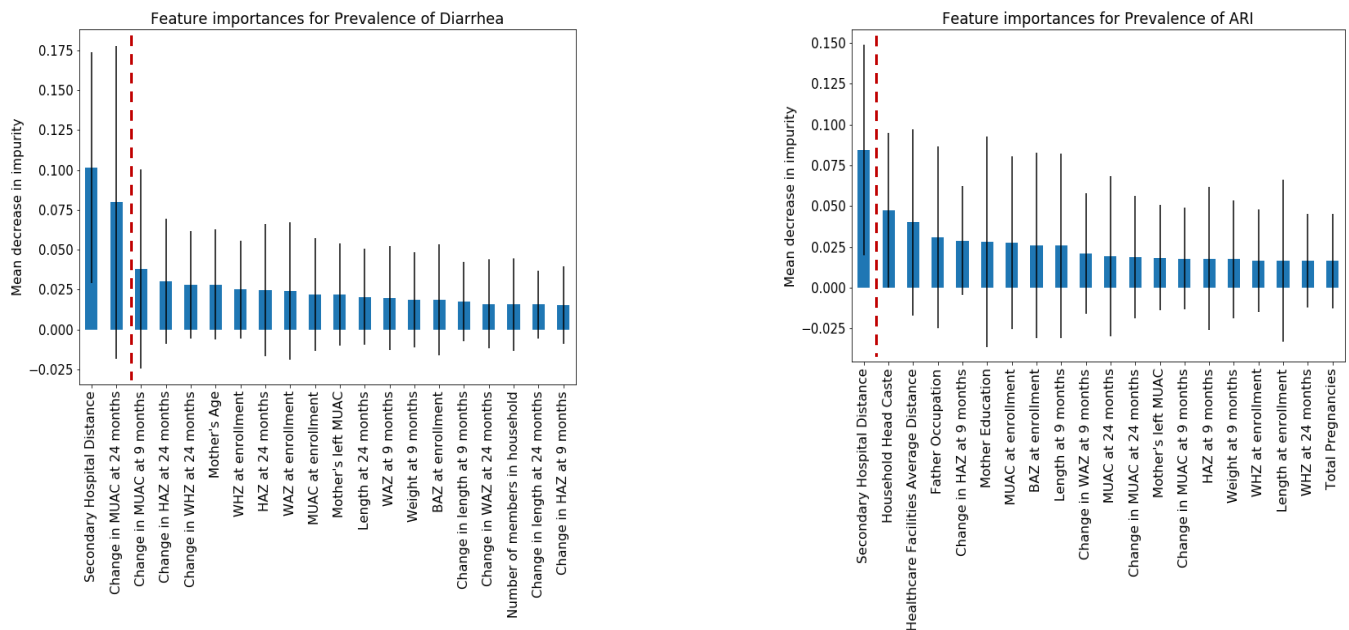 Feature importances for Prevalence of Diarrhea
Mean decrease in impurity
0.175
0.150
0.125
0.100
0.075
0.050
0.025
0.000
−0.025
Secondary Hospital Distance
Change in MUAC at 24 months
Change in MUAC at 9 months
Change in HAZ at 24 months
Change in WHZ at 24 months
Mother's Age
WHZ at enrollment
HAZ at 24 months
WAZ at enrollment
MUAC at enrollment
Mother's left MUAC
Length at 24 months
WAZ at 9 months
Weight at 9 months
BAZ at enrollment
Change in length at 9 months
Change in WAZ at 24 months
Number of members in household
Change in length at 24 months
Change in HAZ at 9 months
Feature importances for Prevalence of ARI
Mean decrease in impurity
0.150
0.125
0.100
0.075
0.050
0.025
0.000
−0.025
Secondary Hospital Distance
Household Head Caste
Healthcare Facilities Average Distance
Father Occupation
Change in HAZ at 9 months
Mother Education
MUAC at enrollment
BAZ at enrollment
Length at 9 months
Change in WAZ at 9 months
MUAC at 24 months
Change in MUAC at 24 months
Mother's left MUAC
Change in MUAC at 9 months
HAZ at 9 months
Weight at 9 months
WHZ at enrollment
Length at enrollment
WHZ at 24 months
Total Pregnancies